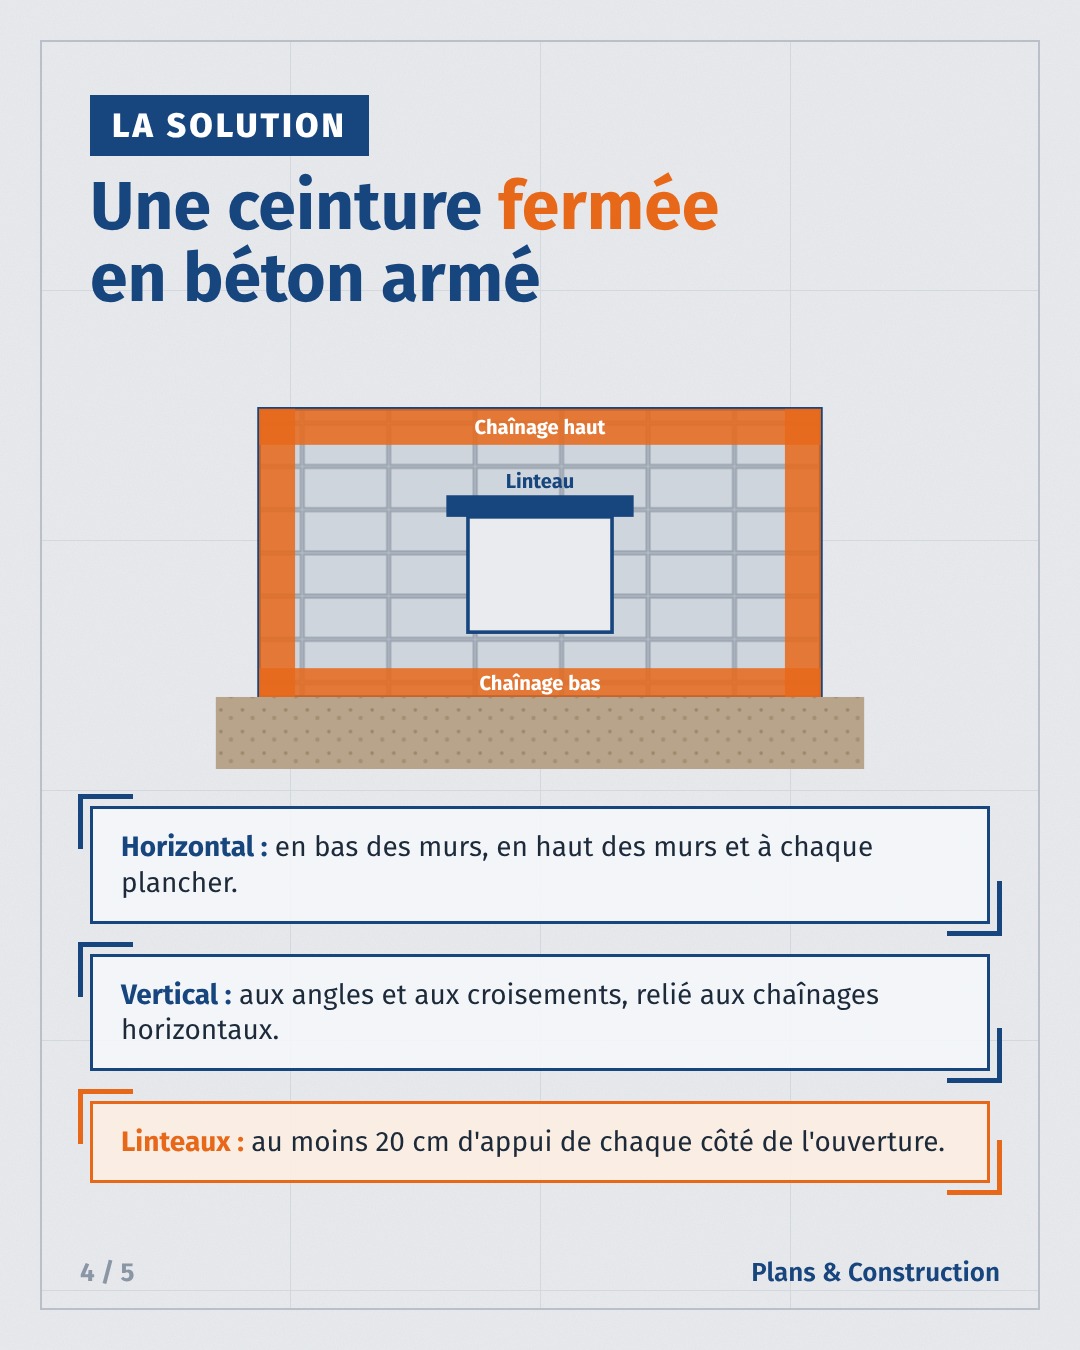 LA SOLUTION
Une ceinture fermée
en béton armé
Chaînage haut
Linteau
Chaînage bas
Horizontal : en bas des murs, en haut des murs et à chaque
plancher.
Vertical : aux angles et aux croisements, relié aux chaînages
horizontaux.
Linteaux : au moins 20 cm d'appui de chaque côté de l'ouverture.
4 / 5
Plans & Construction